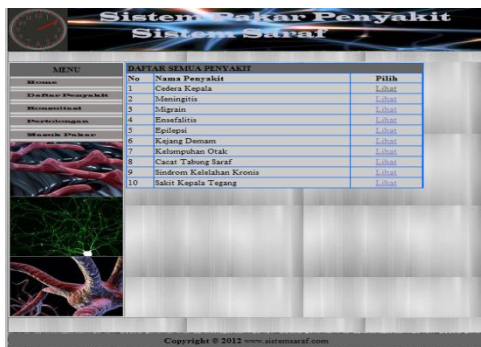 Sistem Pakar Penyakit
Sistem Saraf
MENU
Home
Daftar Penyakit
Konsultasi
Pertolongan
Masuk Pakar
DAFTAR SEMUA PENYAKIT
No Nama Penyakit Pilih
1 Cedera Kepala Lihat
2 Meningitis Lihat
3 Migrain Lihat
4 Ensefalitis Lihat
5 Epilepsi Lihat
6 Kejang Demam Lihat
7 Kelumpuhan Otak Lihat
8 Cacat Tabung Saraf Lihat
9 Sindrom Kelelahan Kronis Lihat
10 Sakit Kepala Tegang Lihat
Copyright © 2012 www.sistemsaraf.com